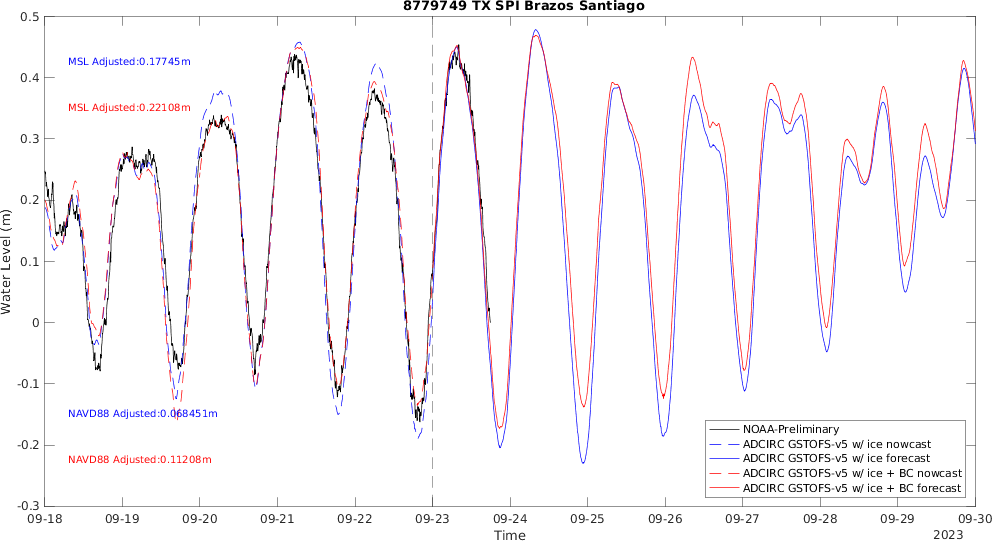 8779749 TX SPI Brazos Santiago
0.5
0.4
0.3
0.2
0.1
0
-0.1
-0.2
-0.3
Water Level (m)
MSL Adjusted:0.17745m
MSL Adjusted:0.22108m
NAVD88 Adjusted:0.068451m
NAVD88 Adjusted:0.11208m
NOAA-Preliminary
ADCIRC GSTOFS-v5 w/ ice nowcast
ADCIRC GSTOFS-v5 w/ ice forecast
ADCIRC GSTOFS-v5 w/ ice + BC nowcast
ADCIRC GSTOFS-v5 w/ ice + BC forecast
09-18 09-19 09-20 09-21 09-22 09-23 09-24 09-25 09-26 09-27 09-28 09-29 09-30
Time
2023